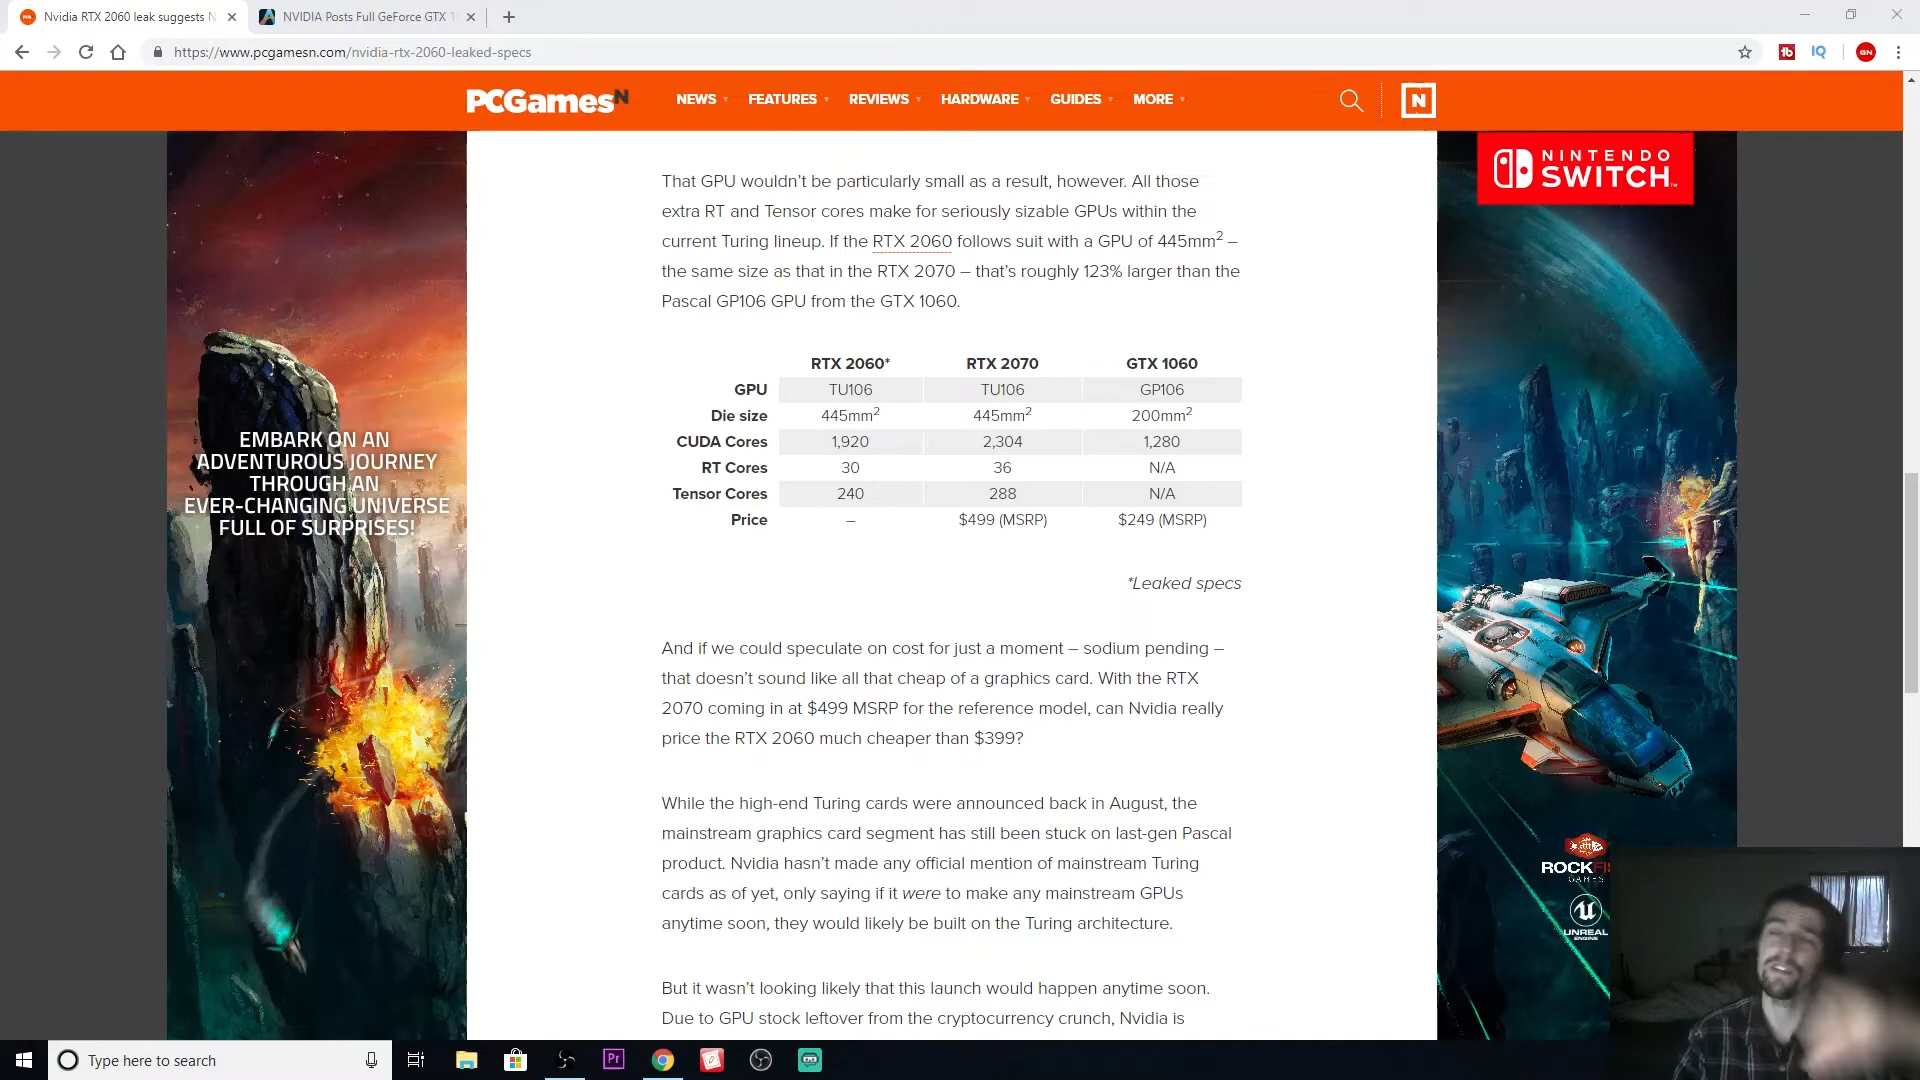 Nvidia RTX 2060 leak suggests N
NVIDIA Posts Full GeForce GTX 1
https://www.pcgamesn.com/nvidia-rtx-2060-leaked-specs
tb
IQ
GN
PCGamesN
NEWS
FEATURES
REVIEWS
HARDWARE
GUIDES
MORE
N
NINTENDO
SWITCH
That GPU wouldn't be particularly small as a result, however. All those
extra RT and Tensor cores make for seriously sizable GPUs within the
current Turing lineup. If the RTX 2060 follows suit with a GPU of 445mm² –
the same size as that in the RTX 2070 – that's roughly 123% larger than the
Pascal GP106 GPU from the GTX 1060.
RTX 2060* RTX 2070 GTX 1060
GPU TU106 TU106 GP106
Die size 445mm² 445mm² 200mm²
CUDA Cores 1,920 2,304 1,280
RT Cores 30 36 N/A
Tensor Cores 240 288 N/A
Price – $499 (MSRP) $249 (MSRP)
*Leaked specs
EMBARK ON AN
ADVENTUROUS JOURNEY
THROUGH AN
EVER-CHANGING UNIVERSE
FULL OF SURPRISES!
And if we could speculate on cost for just a moment – sodium pending –
that doesn't sound like all that cheap of a graphics card. With the RTX
2070 coming in at $499 MSRP for the reference model, can Nvidia really
price the RTX 2060 much cheaper than $399?
While the high-end Turing cards were announced back in August, the
mainstream graphics card segment has still been stuck on last-gen Pascal
product. Nvidia hasn't made any official mention of mainstream Turing
cards as of yet, only saying if it were to make any mainstream GPUs
anytime soon, they would likely be built on the Turing architecture.
But it wasn't looking likely that this launch would happen anytime soon.
Due to GPU stock leftover from the cryptocurrency crunch, Nvidia is
ROCKFI
GAMES
UNREAL
ENGINE
Type here to search
Pr